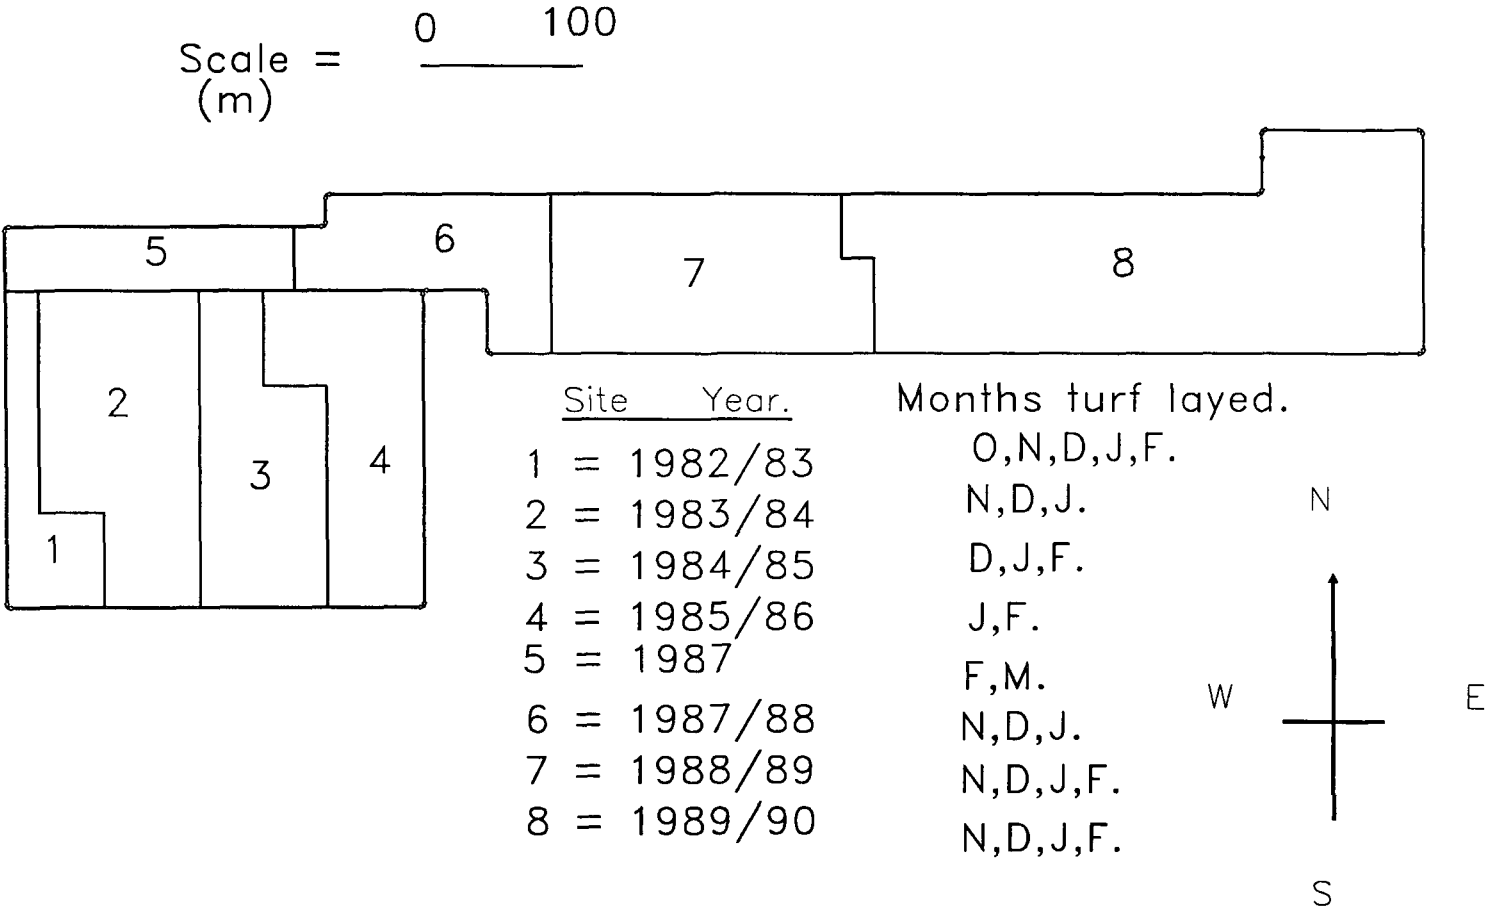 0 100
Scale =
(m)
5
6
7
8
2
3
4
1
Site Year. Months turf layed.
1 = 1982/83 O,N,D,J,F.
2 = 1983/84 N,D,J.
3 = 1984/85 D,J,F.
4 = 1985/86 J,F.
5 = 1987 F,M.
6 = 1987/88 N,D,J.
7 = 1988/89 N,D,J,F.
8 = 1989/90 N,D,J,F.
N
W E
S